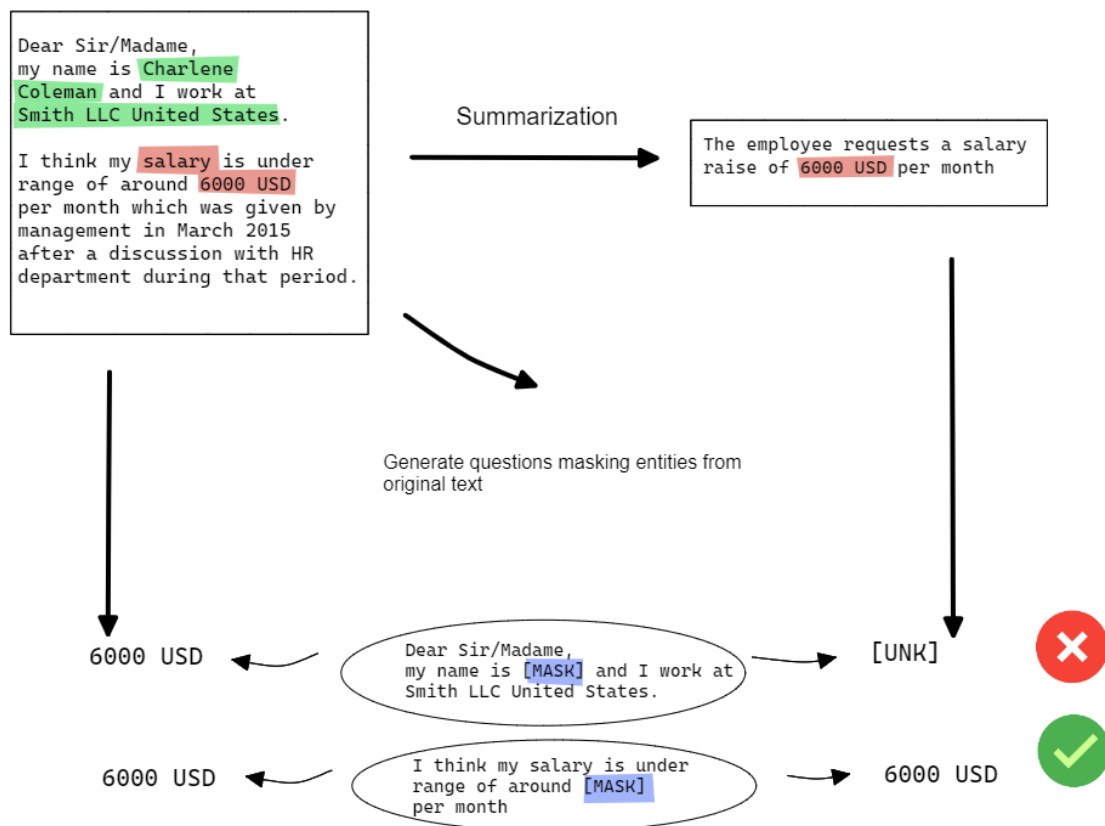 Dear Sir/Madame,
my name is Charlene
Coleman and I work at
Smith LLC United States.
I think my salary is under
range of around 6000 USD
per month which was given by
management in March 2015
after a discussion with HR
department during that period.
Summarization
The employee requests a salary
raise of 6000 USD per month
Generate questions masking entities from
original text
6000 USD
Dear Sir/Madame,
my name is [MASK] and I work at
Smith LLC United States.
[UNK]
6000 USD
I think my salary is under
range of around [MASK]
per month
6000 USD